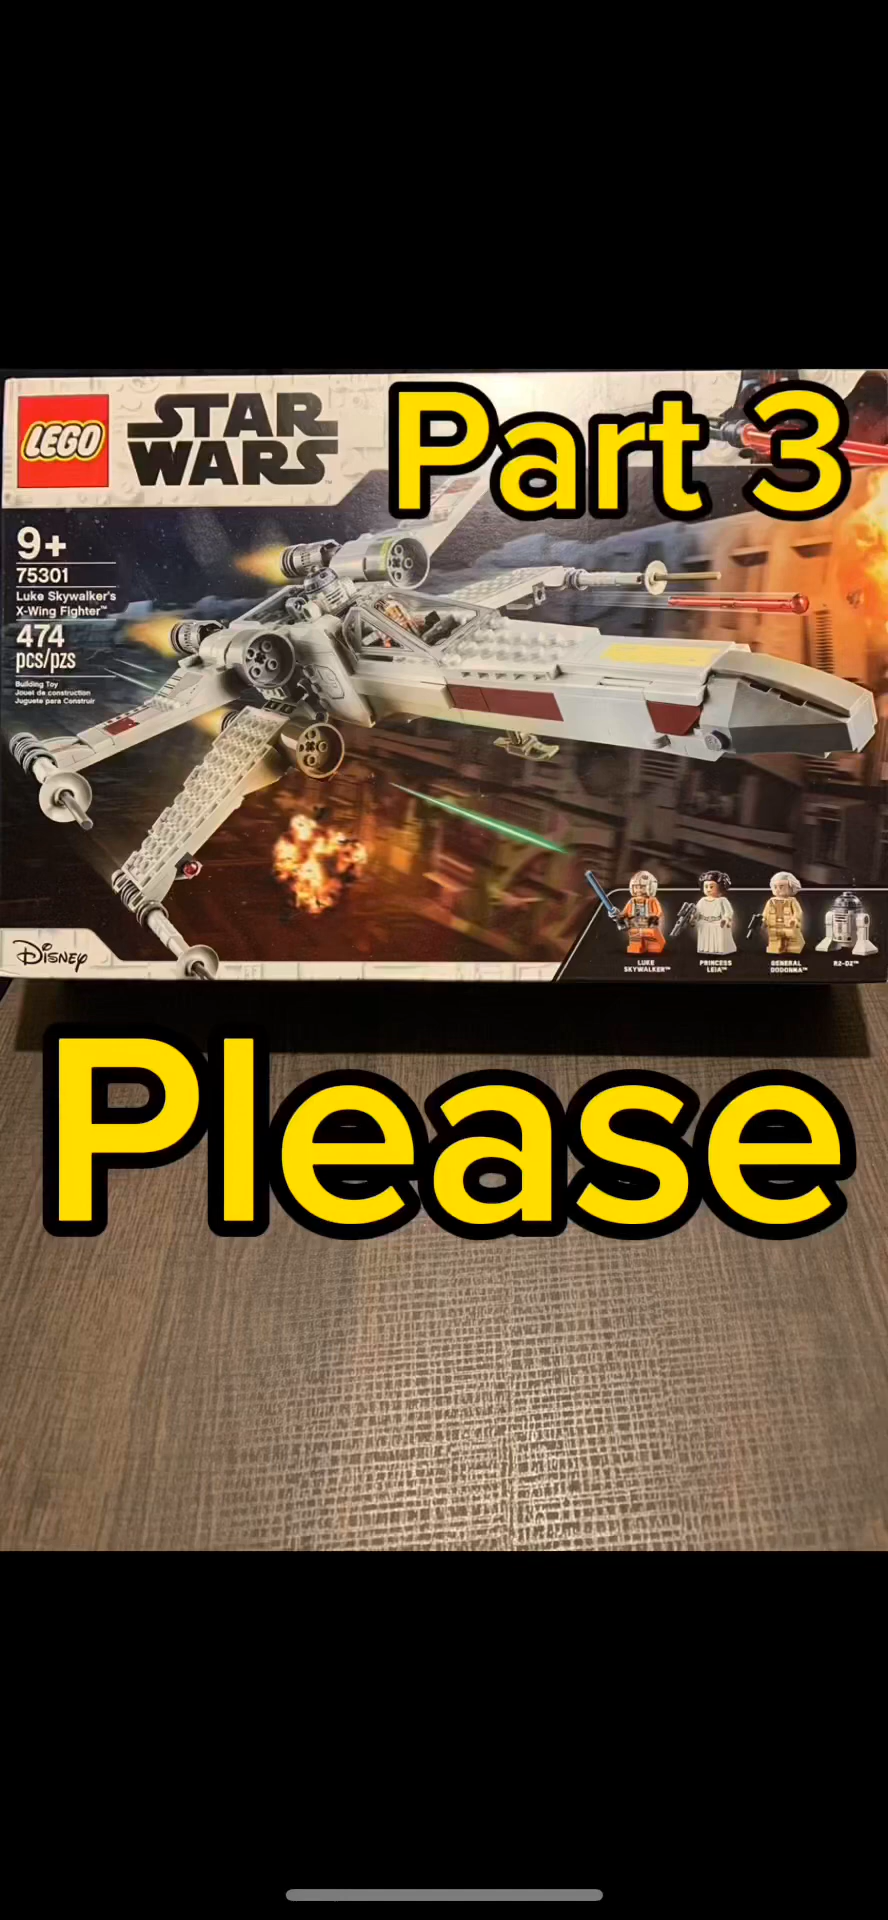 LEGO
STAR
WARS™
Part 3
9+
75301
Luke Skywalker's
X-Wing Fighter™
474
pcs/pzs
Building Toy
Jouet de construction
Juguete para Construir
Disney
LUKE
SKYWALKER™
PRINCESS
LEIA™
GENERAL
DODONNA™
R2-D2™
Please